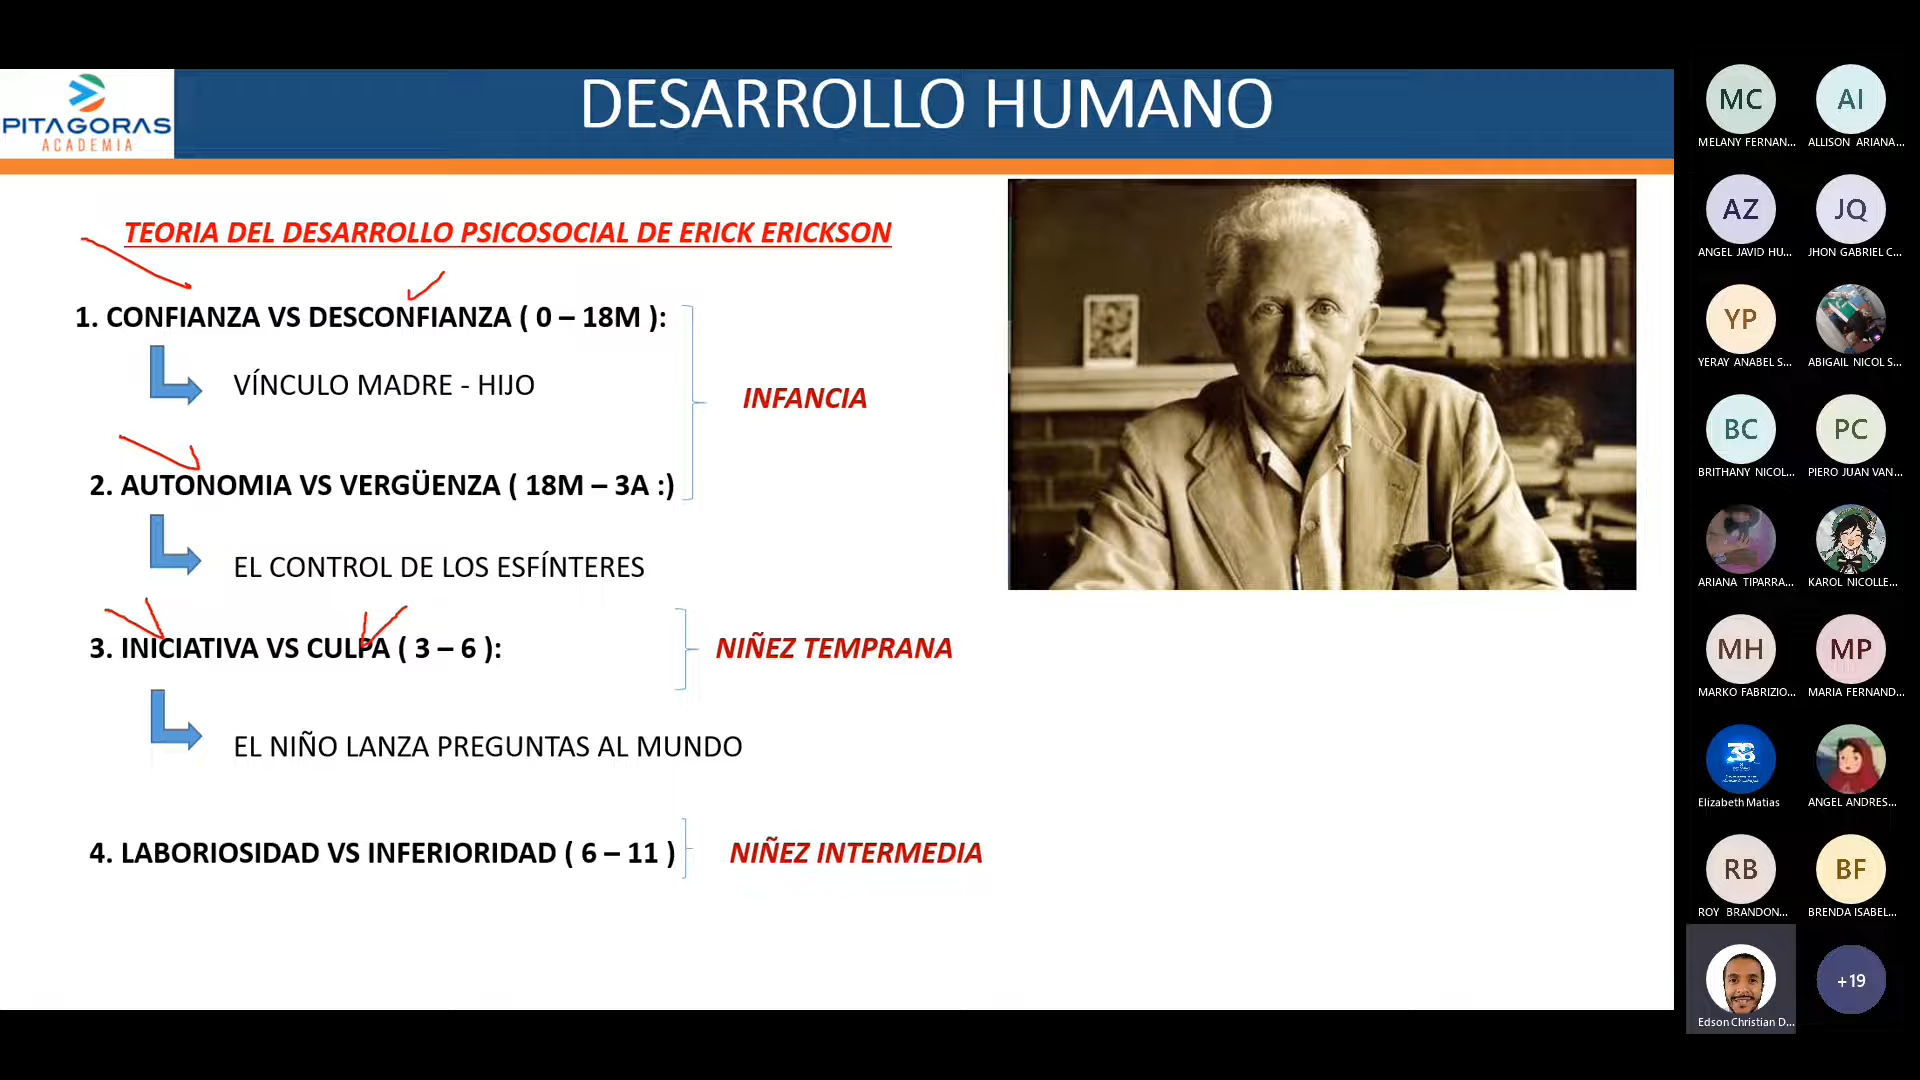 PITAGORAS
ACADEMIA
DESARROLLO HUMANO
TEORIA DEL DESARROLLO PSICOSOCIAL DE ERICK ERICKSON
1. CONFIANZA VS DESCONFIANZA ( 0 – 18M ):
VÍNCULO MADRE - HIJO
INFANCIA
2. AUTONOMIA VS VERGÜENZA ( 18M – 3A :)
EL CONTROL DE LOS ESFÍNTERES
3. INICIATIVA VS CULPA ( 3 – 6 ):
NIÑEZ TEMPRANA
EL NIÑO LANZA PREGUNTAS AL MUNDO
4. LABORIOSIDAD VS INFERIORIDAD ( 6 – 11 )
NIÑEZ INTERMEDIA
MC
MELANY FERNAN...
AI
ALLISON ARIANA...
AZ
ANGEL JAVID HU...
JQ
JHON GABRIEL C...
YP
YERAY ANABEL S...
ABIGAIL NICOL S...
BC
BRITHANY NICOL...
PC
PIERO JUAN VAN...
ARIANA TIPARRA...
KAROL NICOLLE...
MH
MARKO FABRIZIO...
MP
MARIA FERNAND...
38
Elizabeth Matias
ANGEL ANDRES...
RB
ROY BRANDON...
BF
BRENDA ISABEL...
Edson Christian D...
+19